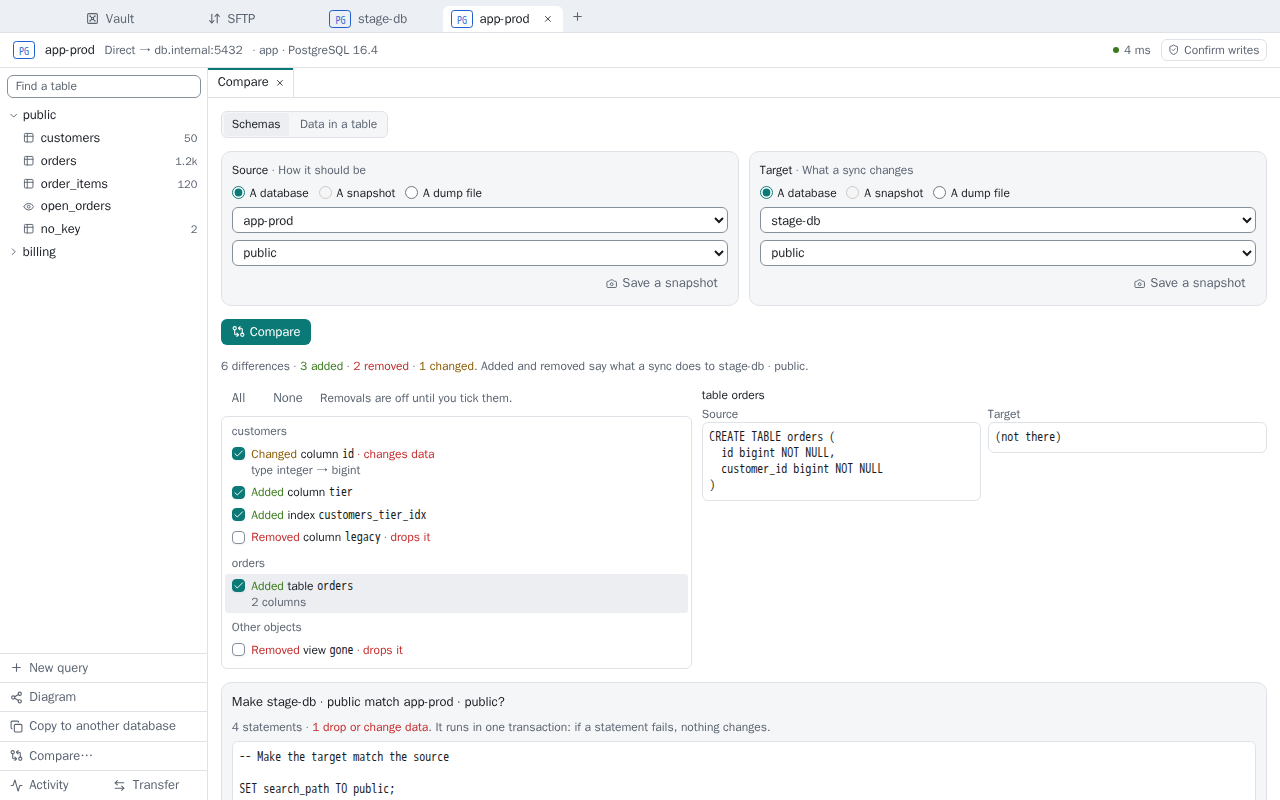 Vault
SFTP
PG stage-db
PG app-prod ×
+
PG app-prod Direct → db.internal:5432 · app · PostgreSQL 16.4
4 ms
Confirm writes
Find a table
public
customers 50
orders 1.2k
order_items 120
open_orders
no_key 2
billing
New query
Diagram
Copy to another database
Compare···
Activity
Transfer
Compare ×
Schemas
Data in a table
Source · How it should be
A database
A snapshot
A dump file
app-prod
public
Save a snapshot
Target · What a sync changes
A database
A snapshot
A dump file
stage-db
public
Save a snapshot
Compare
6 differences · 3 added · 2 removed · 1 changed. Added and removed say what a sync does to stage-db · public.
All
None
Removals are off until you tick them.
customers
Changed column id · changes data
type integer → bigint
Added column tier
Added index customers_tier_idx
Removed column legacy · drops it
orders
Added table orders
2 columns
Other objects
Removed view gone · drops it
table orders
Source
CREATE TABLE orders (
id bigint NOT NULL,
customer_id bigint NOT NULL
)
Target
(not there)
Make stage-db · public match app-prod · public?
4 statements · 1 drop or change data. It runs in one transaction: if a statement fails, nothing changes.
-- Make the target match the source
SET search_path TO public;